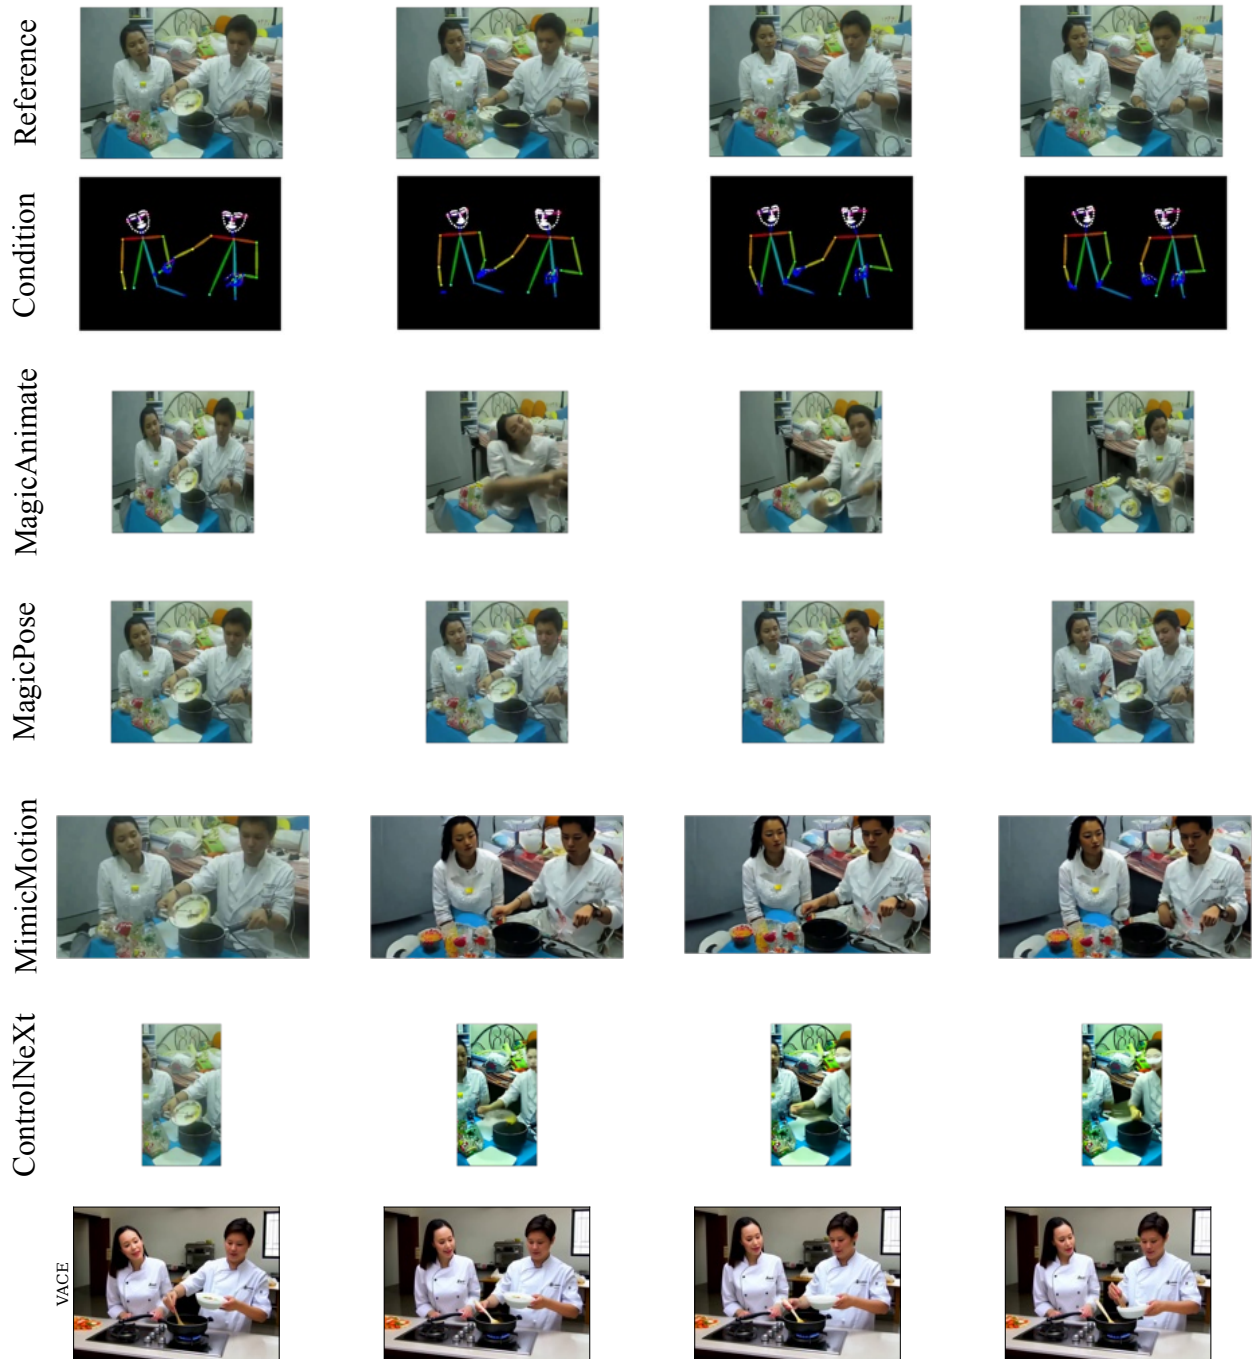 Reference
Condition
MagicAnimate
MagicPose
MimicMotion
ControlNeXt
VACE